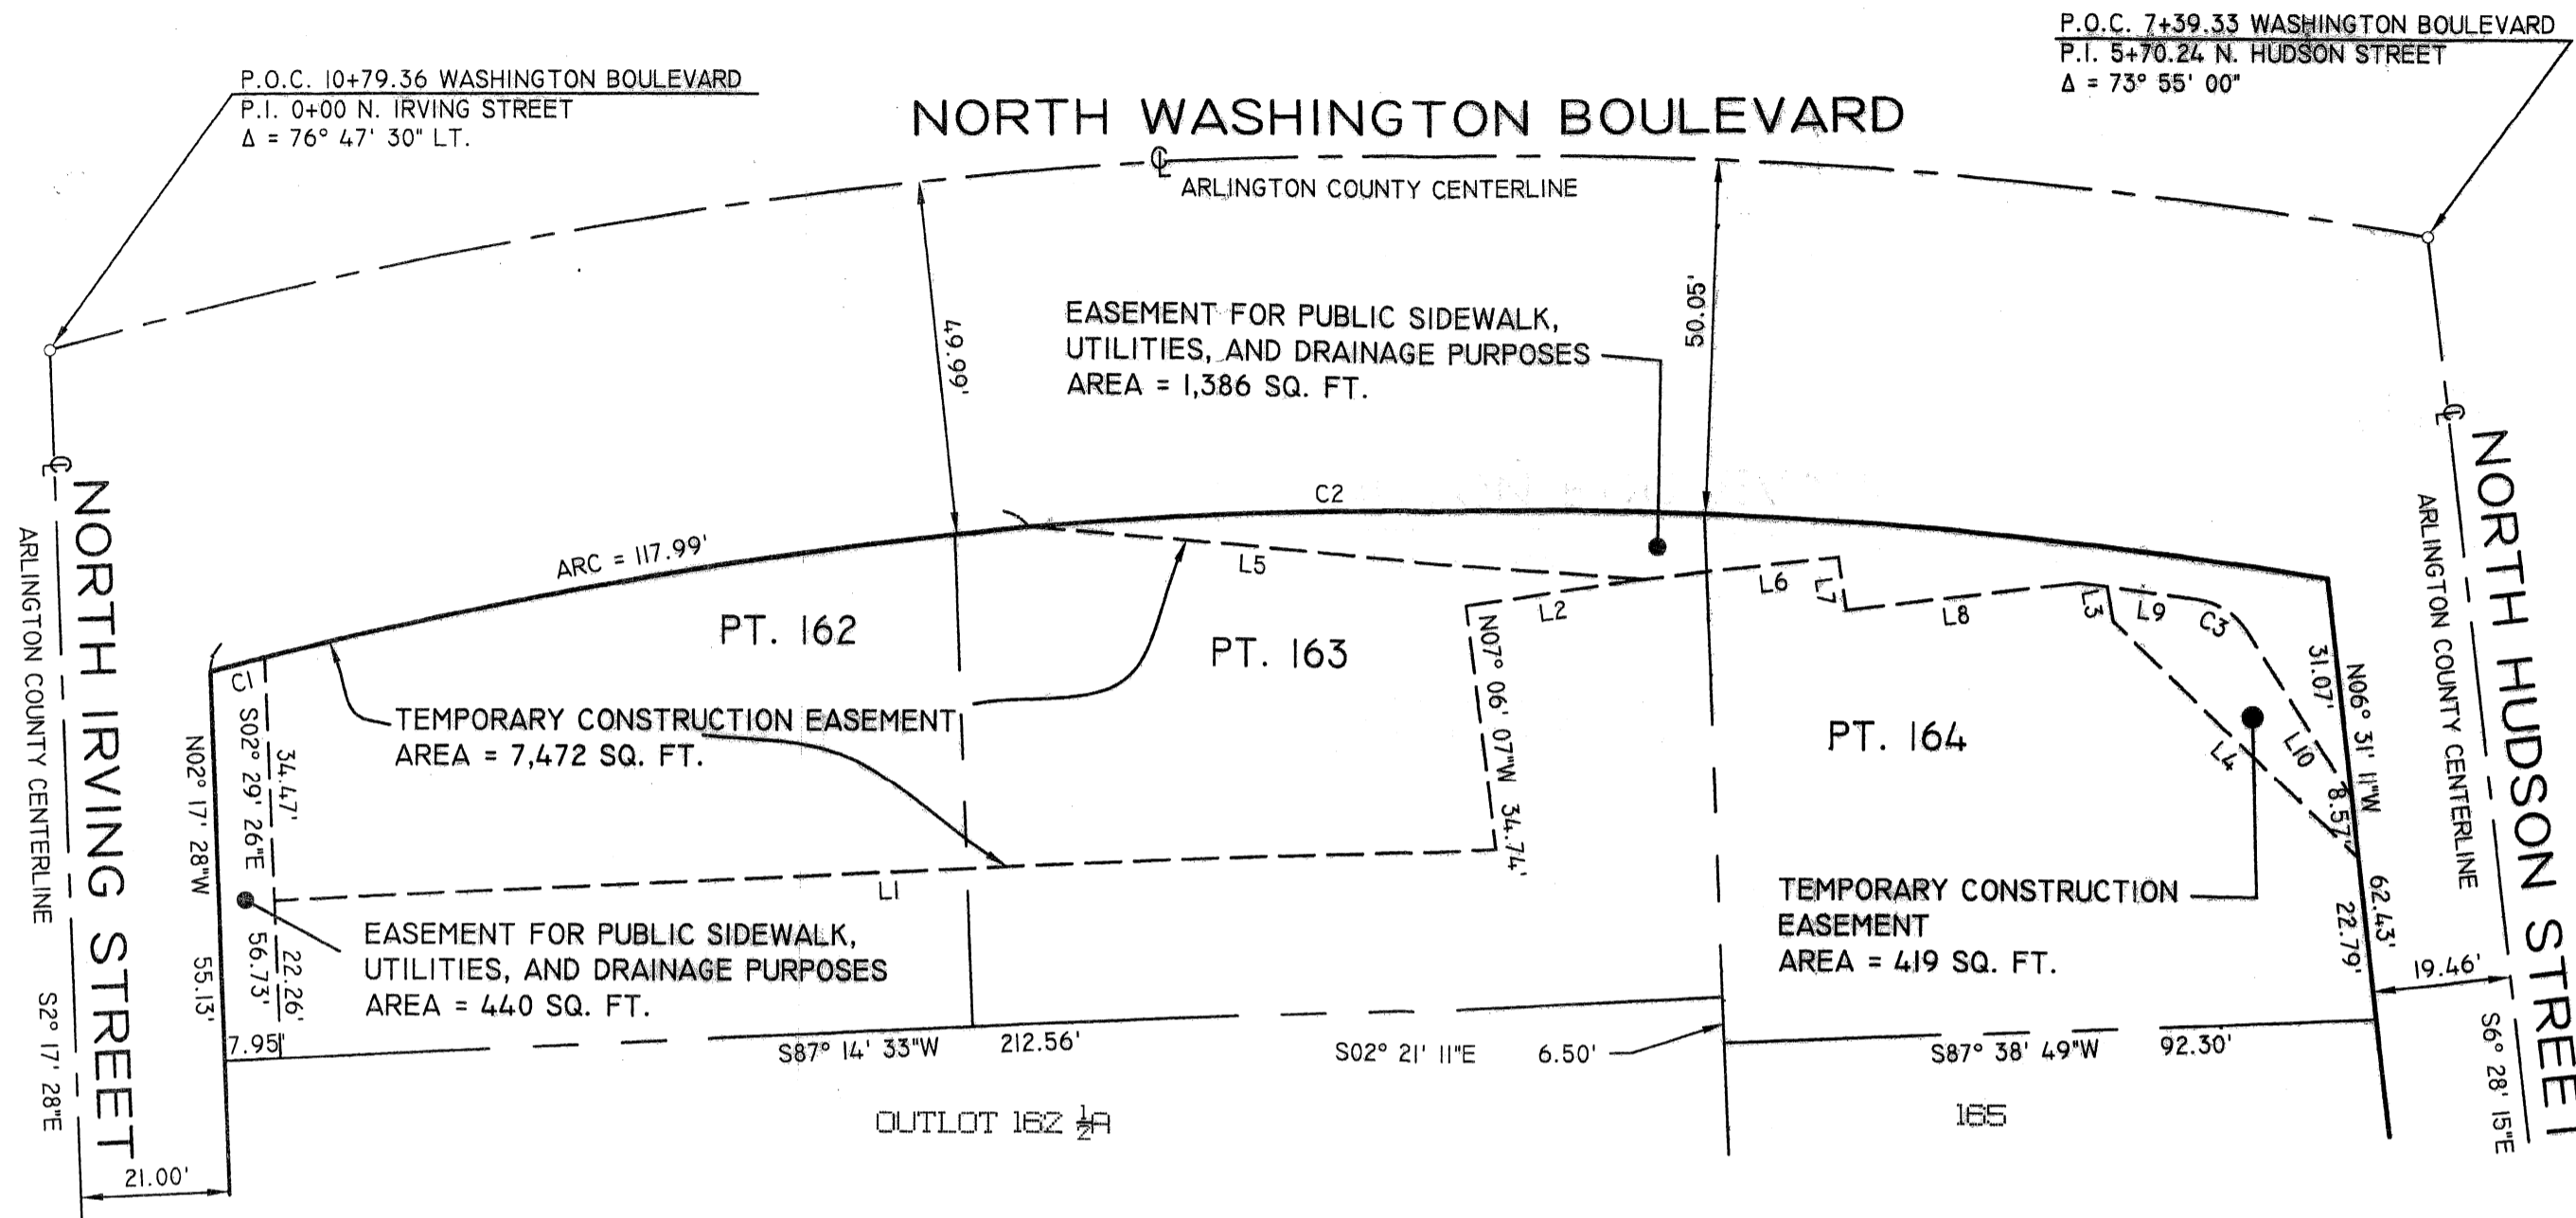 P.O.C. 10+79.36 WASHINGTON BOULEVARD
P.I. 0+00 N. IRVING STREET
Δ = 76° 47' 30" LT.
NORTH WASHINGTON BOULEVARD
P.O.C. 7+39.33 WASHINGTON BOULEVARD
P.I. 5+70.24 N. HUDSON STREET
Δ = 73° 55' 00"
℄
ARLINGTON COUNTY CENTERLINE
49.99'
50.05'
EASEMENT FOR PUBLIC SIDEWALK,
UTILITIES, AND DRAINAGE PURPOSES
AREA = 1,386 SQ. FT.
℄
NORTH IRVING STREET
ARLINGTON COUNTY CENTERLINE
S2° 17' 28"E
℄
NORTH HUDSON STREET
ARLINGTON COUNTY CENTERLINE
S6° 28' 15"E
ARC = 117.99'
C2
L5
L2
L6
L7
L8
L3
L9
C3
L10
L4
PT. 162
PT. 163
PT. 164
C1
N02° 17' 28"W
55.13'
S02° 29' 26"E
56.73'
34.47'
22.26'
TEMPORARY CONSTRUCTION EASEMENT
AREA = 7,472 SQ. FT.
N07° 06' 07"W 34.74'
31.07'
N06° 31' 11"W
62.43'
8.57'
22.79'
L1
EASEMENT FOR PUBLIC SIDEWALK,
UTILITIES, AND DRAINAGE PURPOSES
AREA = 440 SQ. FT.
TEMPORARY CONSTRUCTION
EASEMENT
AREA = 419 SQ. FT.
19.46'
7.95'
S87° 14' 33"W 212.56'
S02° 21' 11"E 6.50'
S87° 38' 49"W 92.30'
OUTLOT 162 ½A
165
21.00'